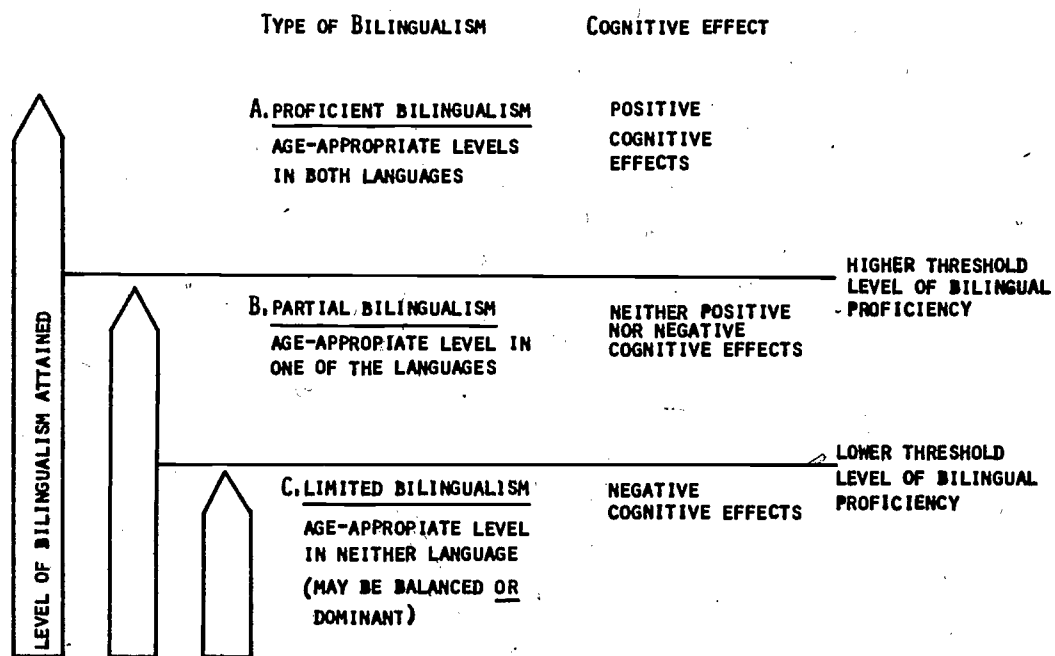 TYPE OF BILINGUALISM COGNITIVE EFFECT
A. PROFICIENT BILINGUALISM
AGE-APPROPRIATE LEVELS
IN BOTH LANGUAGES
POSITIVE
COGNITIVE
EFFECTS
HIGHER THRESHOLD
LEVEL OF BILINGUAL
PROFICIENCY
B. PARTIAL BILINGUALISM
AGE-APPROPRIATE LEVEL IN
ONE OF THE LANGUAGES
NEITHER POSITIVE
NOR NEGATIVE
COGNITIVE EFFECTS
LOWER THRESHOLD
LEVEL OF BILINGUAL
PROFICIENCY
C. LIMITED BILINGUALISM
AGE-APPROPIATE LEVEL
IN NEITHER LANGUAGE
(MAY BE BALANCED OR
DOMINANT)
NEGATIVE
COGNITIVE EFFECTS
LEVEL OF BILINGUALISM ATTAINED